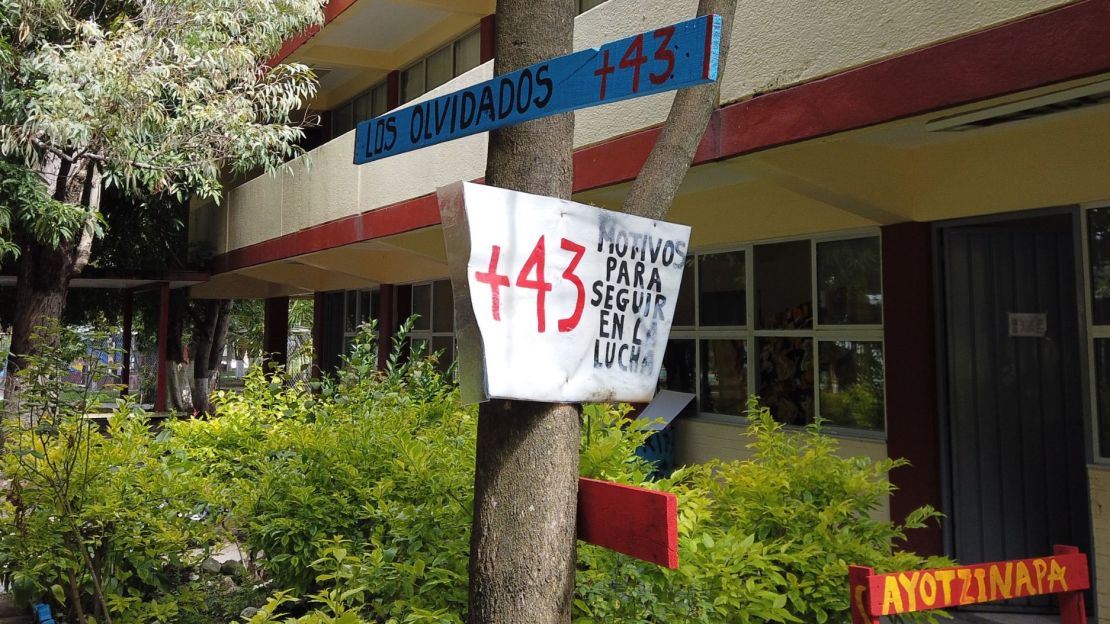 LOS OLVIDADOS +43
+43
MOTIVOS
PARA
SEGUIR
EN LA
LUCHA
AYOTZINAPA